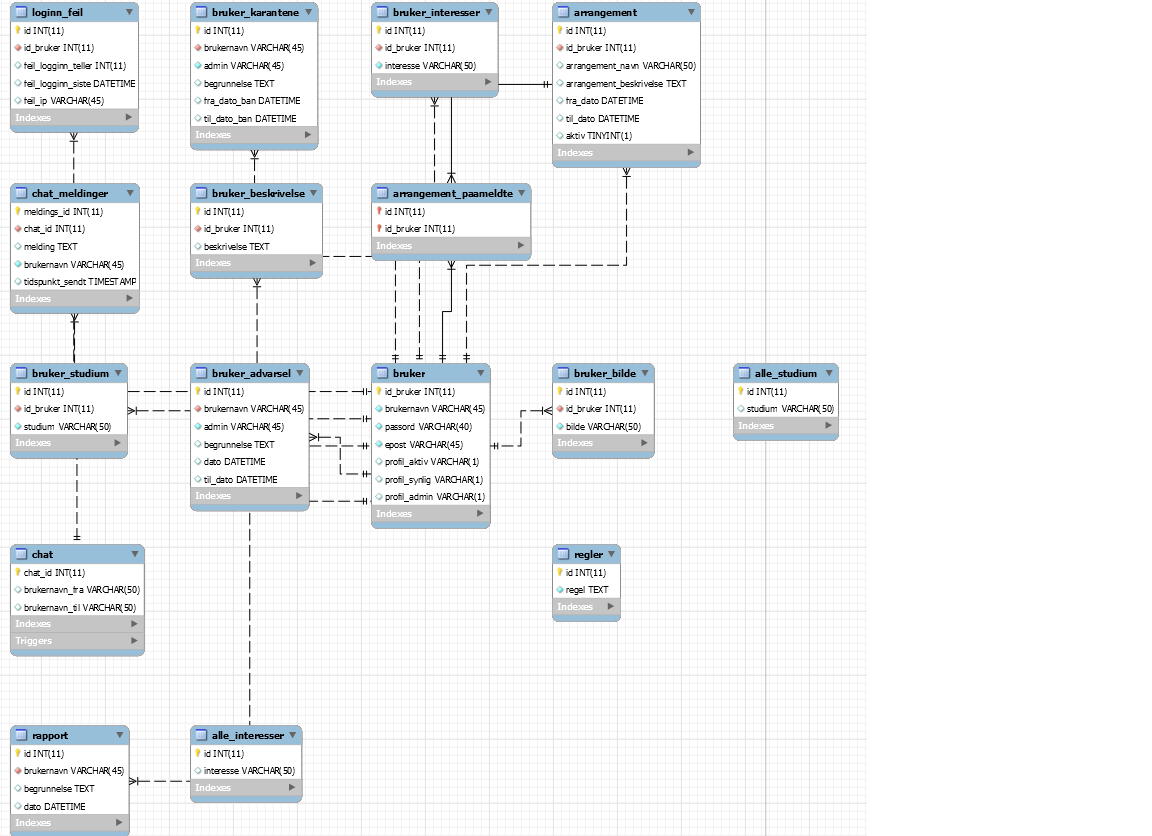 loginn_feil
id INT(11)
id_bruker INT(11)
feil_logginn_teller INT(11)
feil_logginn_siste DATETIME
feil_ip VARCHAR(45)
Indexes
bruker_karantene
id INT(11)
brukernavn VARCHAR(45)
admin VARCHAR(45)
begrunnelse TEXT
fra_dato_ban DATETIME
til_dato_ban DATETIME
Indexes
bruker_interesser
id INT(11)
id_bruker INT(11)
interesse VARCHAR(50)
Indexes
arrangement
id INT(11)
id_bruker INT(11)
arrangement_navn VARCHAR(50)
arrangement_beskrivelse TEXT
fra_dato DATETIME
til_dato DATETIME
aktiv TINYINT(1)
Indexes
chat_meldinger
meldings_id INT(11)
chat_id INT(11)
melding TEXT
brukernavn VARCHAR(45)
tidspunkt_sendt TIMESTAMP
Indexes
bruker_beskrivelse
id INT(11)
id_bruker INT(11)
beskrivelse TEXT
Indexes
arrangement_paameldte
id INT(11)
id_bruker INT(11)
Indexes
bruker_studium
id INT(11)
id_bruker INT(11)
studium VARCHAR(50)
Indexes
bruker_advarsel
id INT(11)
brukernavn VARCHAR(45)
admin VARCHAR(45)
begrunnelse TEXT
dato DATETIME
til_dato DATETIME
Indexes
bruker
id_bruker INT(11)
brukernavn VARCHAR(45)
passord VARCHAR(40)
epost VARCHAR(45)
profil_aktiv VARCHAR(1)
profil_synlig VARCHAR(1)
profil_admin VARCHAR(1)
Indexes
bruker_bilde
id INT(11)
id_bruker INT(11)
bilde VARCHAR(50)
Indexes
alle_studium
id INT(11)
studium VARCHAR(50)
Indexes
chat
chat_id INT(11)
brukernavn_fra VARCHAR(50)
brukernavn_til VARCHAR(50)
Indexes
Triggers
regler
id INT(11)
regel TEXT
Indexes
rapport
id INT(11)
brukernavn VARCHAR(45)
begrunnelse TEXT
dato DATETIME
Indexes
alle_interesser
id INT(11)
interesse VARCHAR(50)
Indexes